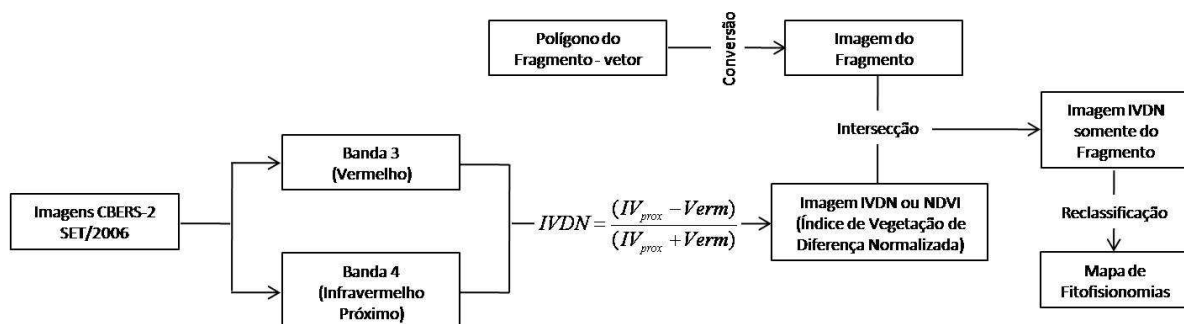 Polígono do
Fragmento - vetor
Conversão
Imagem do
Fragmento
Intersecção
Imagem IVDN
somente do
Fragmento
Imagens CBERS-2
SET/2006
Banda 3
(Vermelho)
Banda 4
(Infravermelho
Próximo)
IVDN = (IV_prox - Verm) / (IV_prox + Verm)
Imagem IVDN ou NDVI
(Índice de Vegetação de
Diferença Normalizada)
Reclassificação
Mapa de
Fitofisionomias